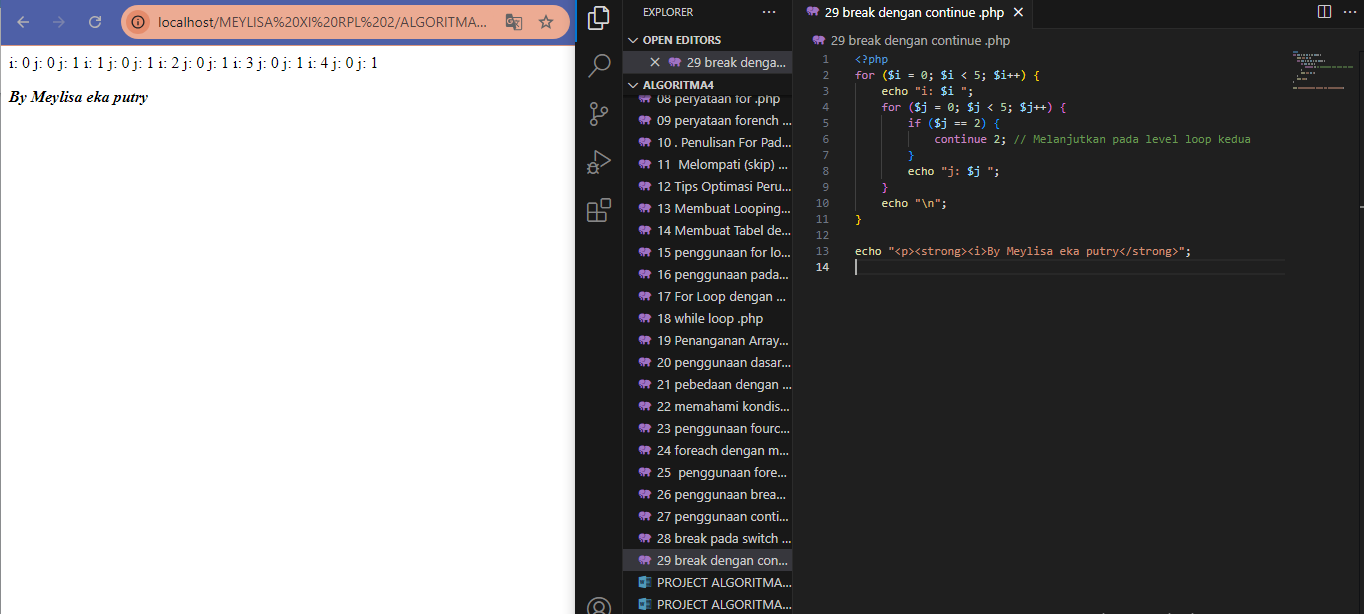 localhost/MEYLISA%20XI%20RPL%202/ALGORITMA...
i: 0 j: 0 j: 1 i: 1 j: 0 j: 1 i: 2 j: 0 j: 1 i: 3 j: 0 j: 1 i: 4 j: 0 j: 1
By Meylisa eka putry
EXPLORER
OPEN EDITORS
29 break denga...
ALGORITMA4
08 peryataan for .php
09 peryataan forench ...
10 . Penulisan For Pad...
11 Melompati (skip) ...
12 Tips Optimasi Peru...
13 Membuat Looping...
14 Membuat Tabel de...
15 penggunaan for lo...
16 penggunaan pada...
17 For Loop dengan ...
18 while loop .php
19 Penanganan Array...
20 penggunaan dasar...
21 pebedaan dengan ...
22 memahami kondis...
23 penggunaan fourc...
24 foreach dengan m...
25 penggunaan fore...
26 penggunaan brea...
27 penggunaan conti...
28 break pada switch ...
29 break dengan con...
PROJECT ALGORITMA...
PROJECT ALGORITMA...
29 break dengan continue .php
29 break dengan continue .php
1 <?php
2 for ($i = 0; $i < 5; $i++) {
3 echo "i: $i ";
4 for ($j = 0; $j < 5; $j++) {
5 if ($j == 2) {
6 continue 2; // Melanjutkan pada level loop kedua
7 }
8 echo "j: $j ";
9 }
10 echo "\n";
11 }
12
13 echo "<p><strong><i>By Meylisa eka putry</strong>";
14